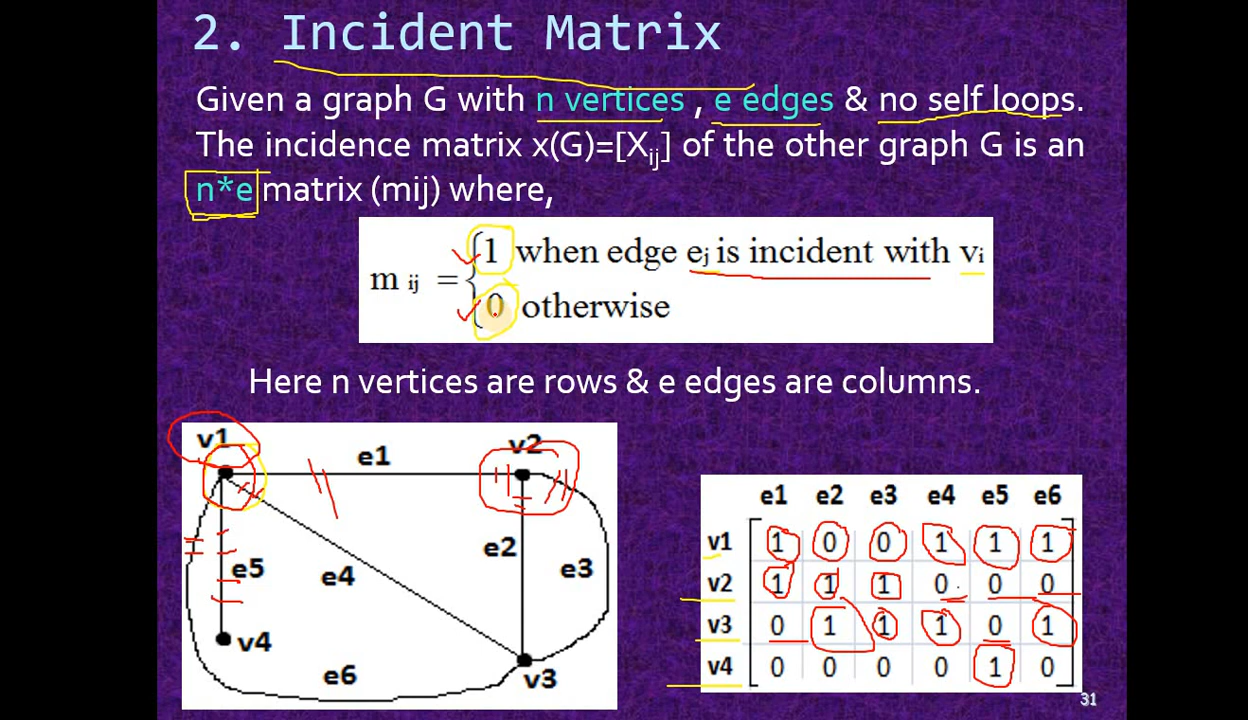 2. Incident Matrix
Given a graph G with n vertices , e edges & no self loops.
The incidence matrix x(G)=[Xij] of the other graph G is an
n*e matrix (mij) where,
m ij = {1 when edge ej is incident with vi
{0 otherwise
Here n vertices are rows & e edges are columns.
v1
v2
e1
e2
e3
e5
e4
v4
e6
v3
e1 e2 e3 e4 e5 e6
v1 1 0 0 1 1 1
v2 1 1 1 0 0 0
v3 0 1 1 1 0 1
v4 0 0 0 0 1 0
31